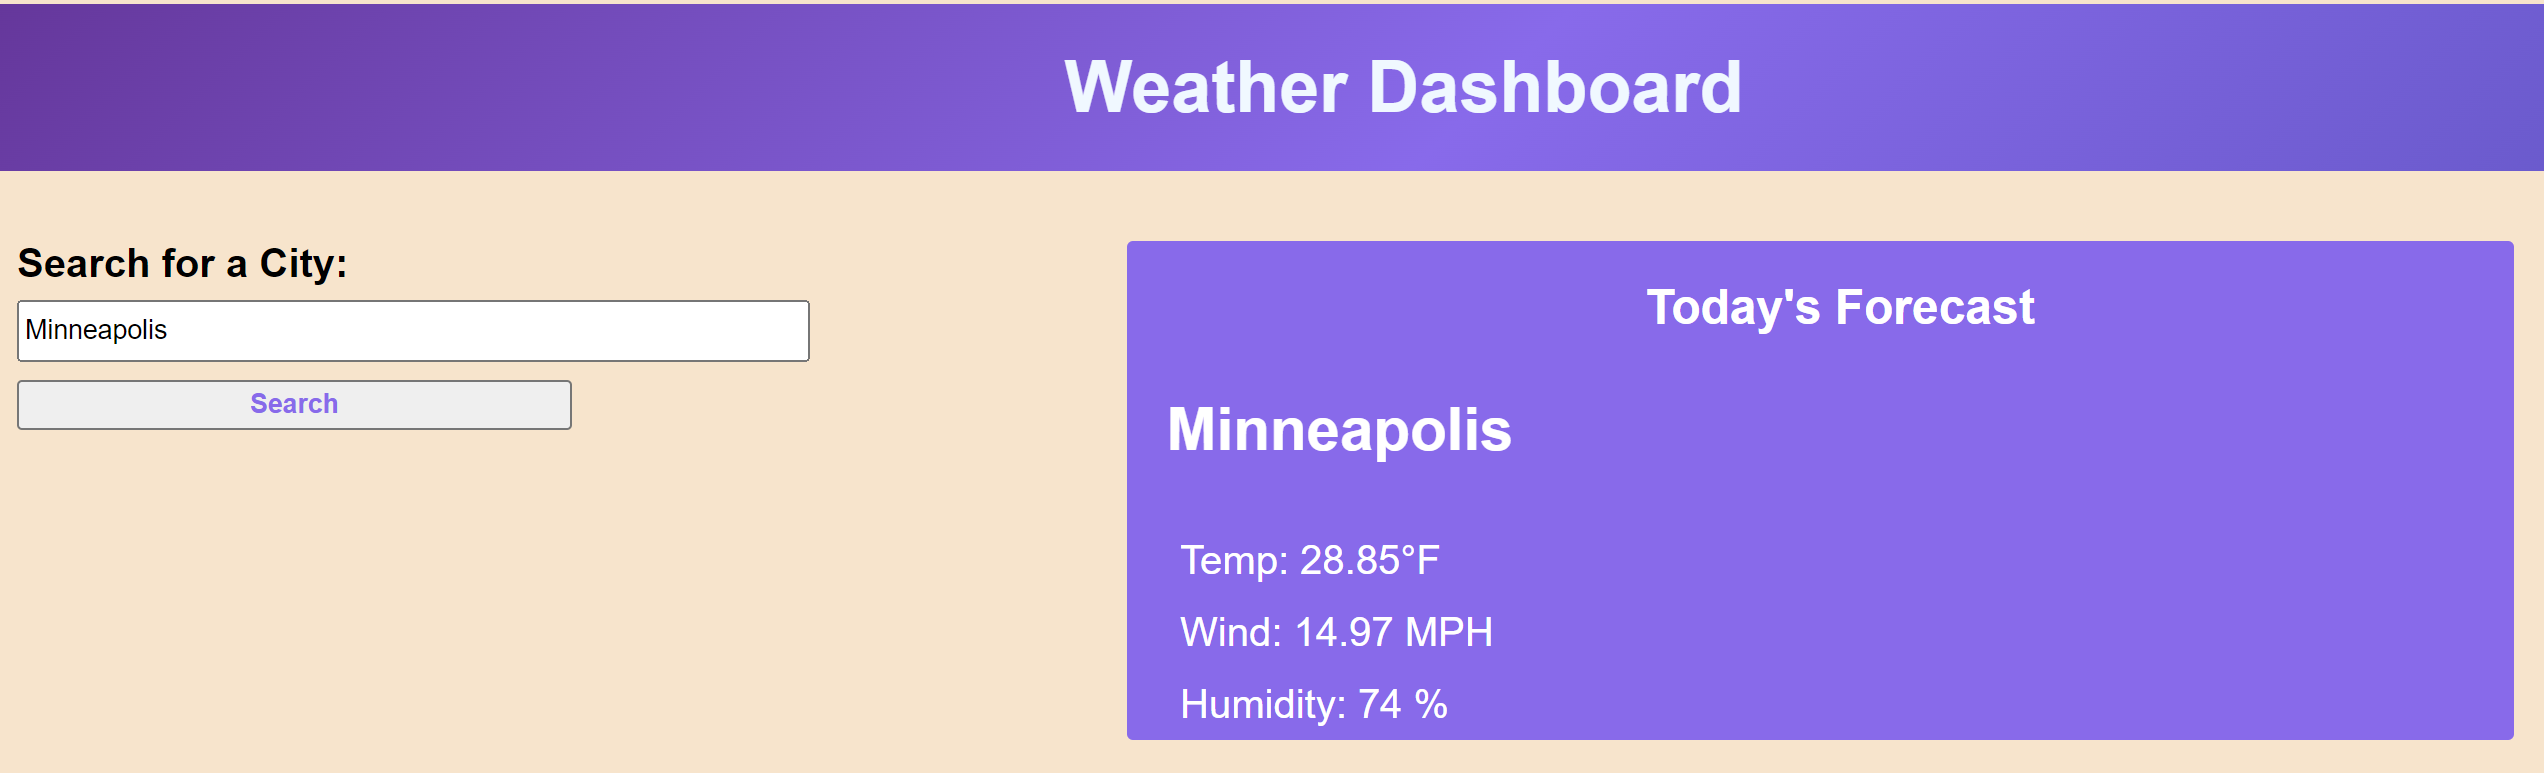 Weather Dashboard
Search for a City:
Minneapolis
Search
Today's Forecast
Minneapolis
Temp: 28.85°F
Wind: 14.97 MPH
Humidity: 74 %